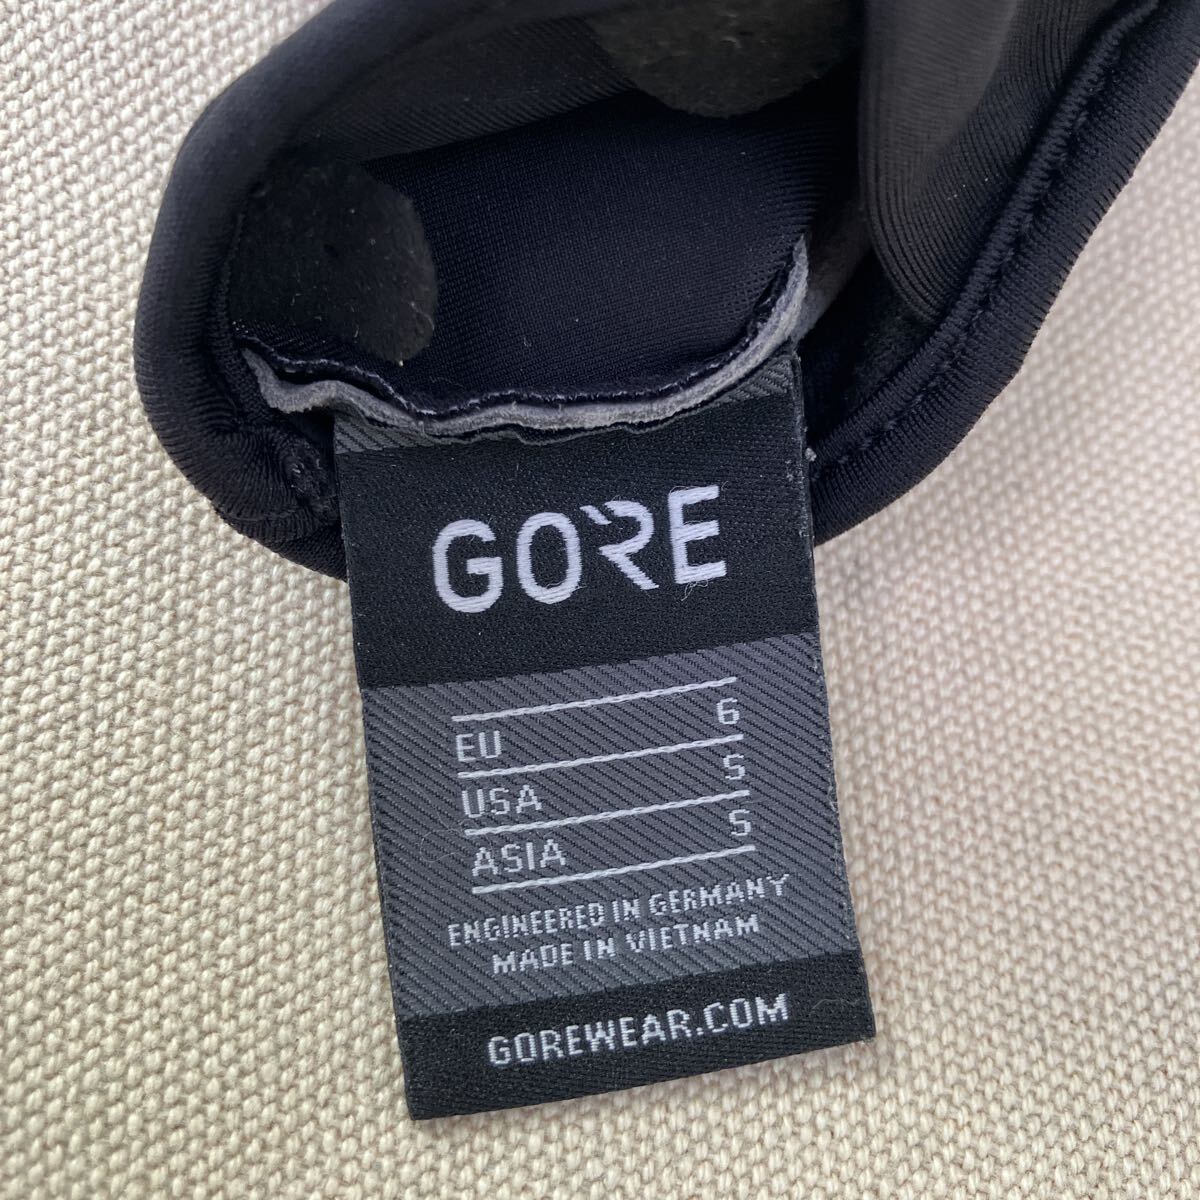 GORE
EU 6
USA S
ASIA S
ENGINEERED IN GERMANY
MADE IN VIETNAM
GOREWEAR.COM